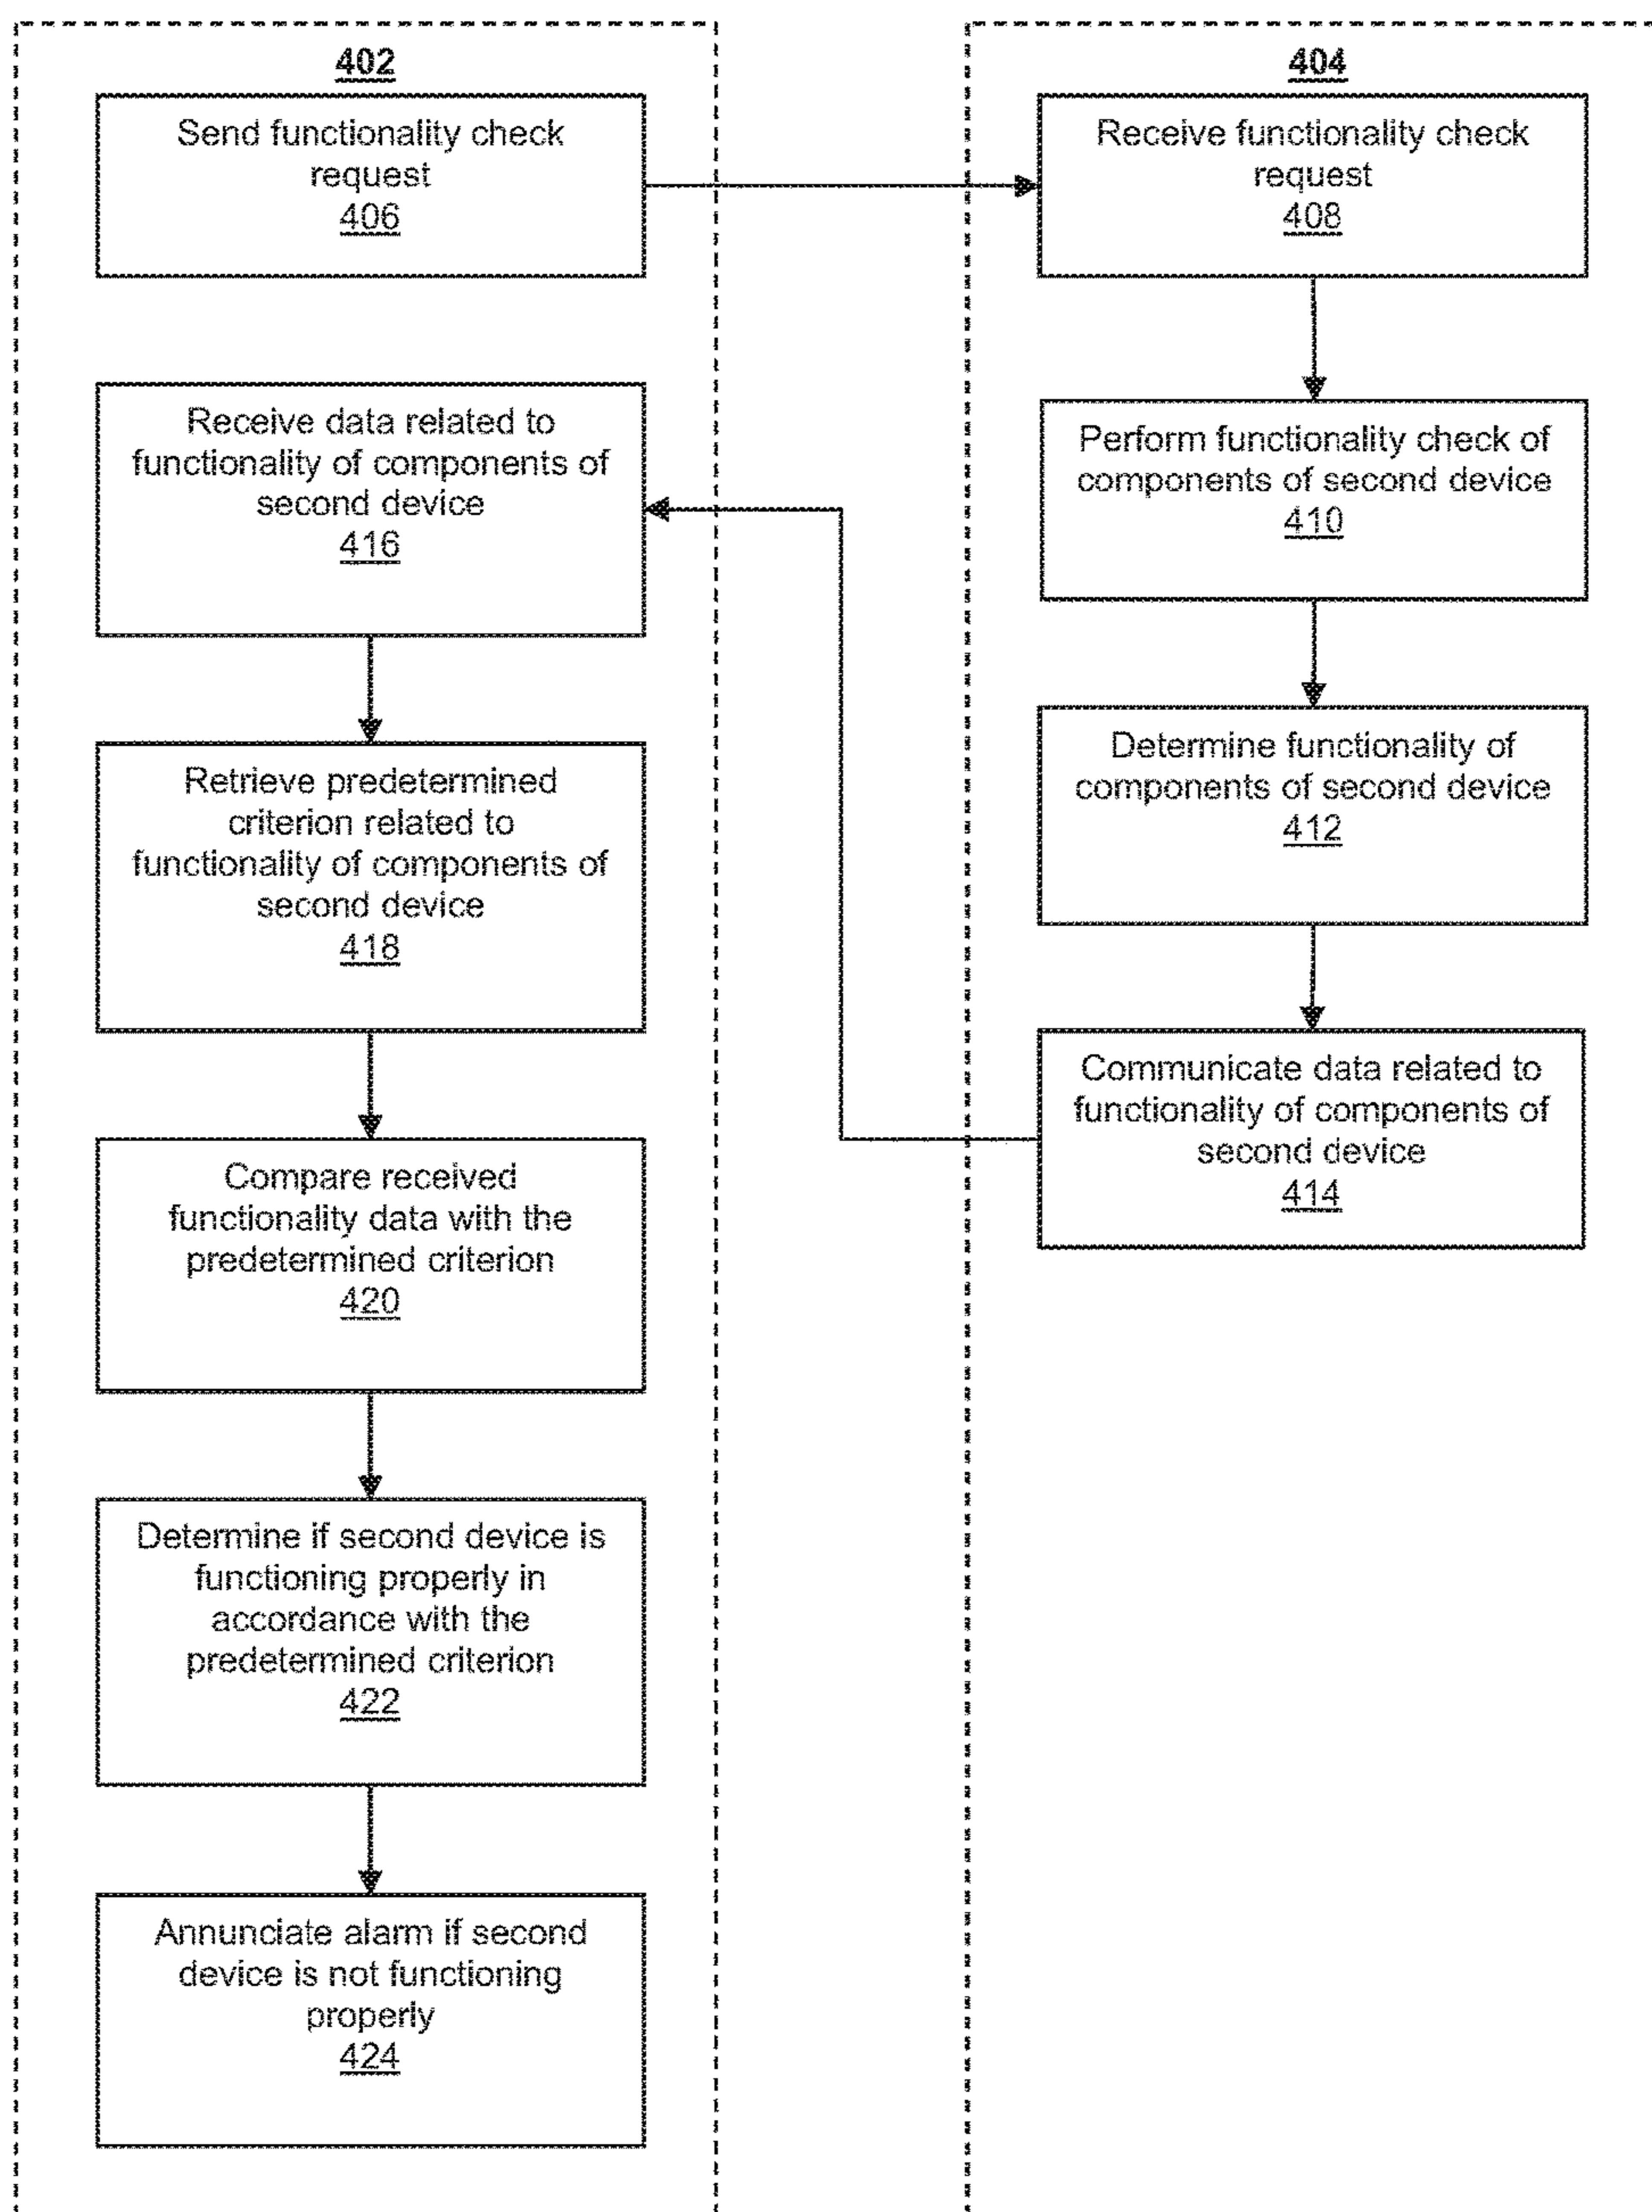 402
Send functionality check
request
406
Receive data related to
functionality of components of
second device
416
Retrieve predetermined
criterion related to
functionality of components of
second device
418
Compare received
functionality data with the
predetermined criterion
420
Determine if second device is
functioning properly in
accordance with the
predetermined criterion
422
Annunciate alarm if second
device is not functioning
properly
424
404
Receive functionality check
request
408
Perform functionality check of
components of second device
410
Determine functionality of
components of second device
412
Communicate data related to
functionality of components of
second device
414